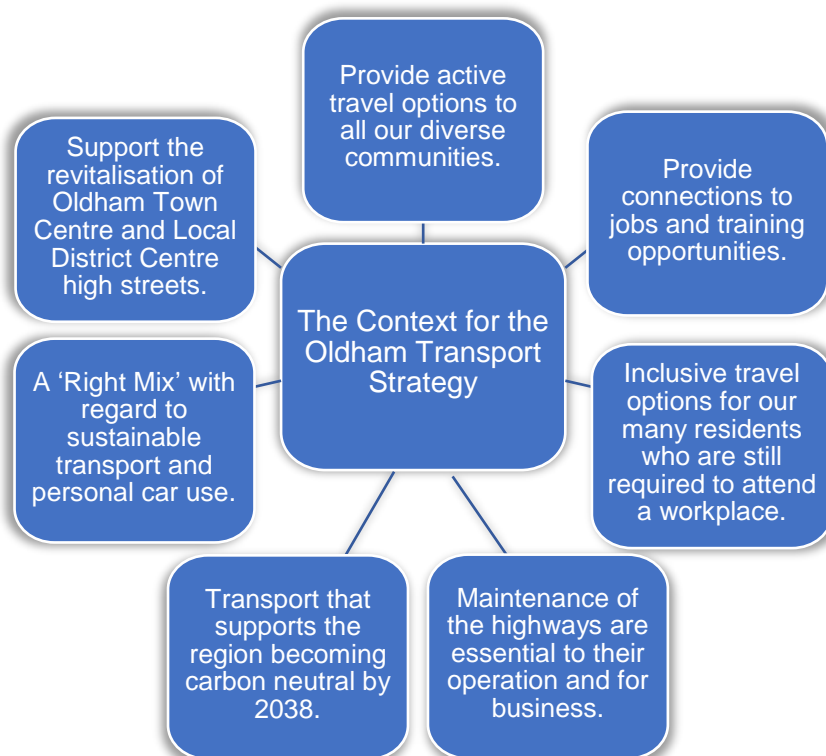 The Context for the
Oldham Transport
Strategy
Provide active
travel options to
all our diverse
communities.
Provide
connections to
jobs and training
opportunities.
Inclusive travel
options for our
many residents
who are still
required to attend
a workplace.
Maintenance of
the highways are
essential to their
operation and for
business.
Transport that
supports the
region becoming
carbon neutral by
2038.
A ‘Right Mix’ with
regard to
sustainable
transport and
personal car use.
Support the
revitalisation of
Oldham Town
Centre and Local
District Centre
high streets.